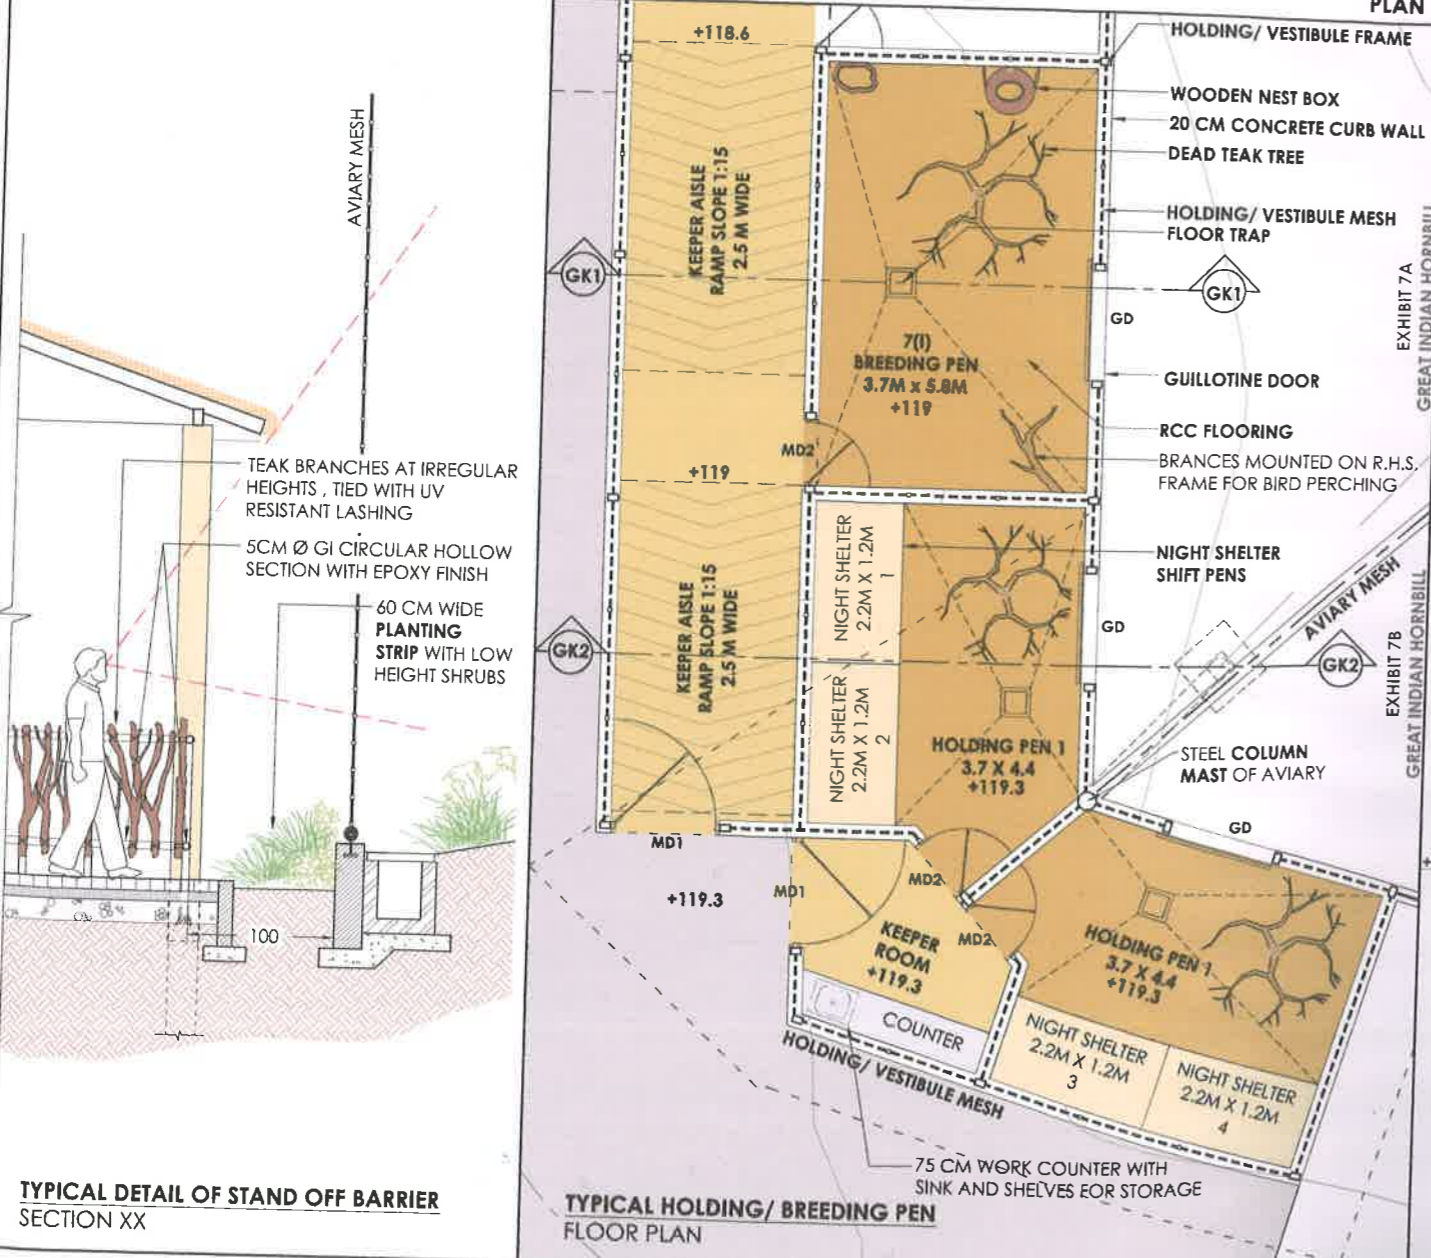 AVIARY MESH
TEAK BRANCHES AT IRREGULAR
HEIGHTS , TIED WITH UV
RESISTANT LASHING
5CM Ø GI CIRCULAR HOLLOW
SECTION WITH EPOXY FINISH
60 CM WIDE
PLANTING
STRIP WITH LOW
HEIGHT SHRUBS
100
TYPICAL DETAIL OF STAND OFF BARRIER
SECTION XX
PLAN
+118.6
KEEPER AISLE
RAMP SLOPE 1:15
2.5 M WIDE
HOLDING/ VESTIBULE FRAME
WOODEN NEST BOX
20 CM CONCRETE CURB WALL
DEAD TEAK TREE
HOLDING/ VESTIBULE MESH
FLOOR TRAP
GK1
GK1
GD
EXHIBIT 7A
GREAT INDIAN HORNBILL
7(I)
BREEDING PEN
3.7M x 5.8M
+119
GUILLOTINE DOOR
RCC FLOORING
BRANCES MOUNTED ON R.H.S.
FRAME FOR BIRD PERCHING
MD2
+119
KEEPER AISLE
RAMP SLOPE 1:15
2.5 M WIDE
NIGHT SHELTER
2.2M X 1.2M
1
NIGHT SHELTER
2.2M X 1.2M
2
NIGHT SHELTER
SHIFT PENS
GD
AVIARY MESH
GK2
GK2
EXHIBIT 7B
GREAT INDIAN HORNBILL
HOLDING PEN 1
3.7 X 4.4
+119.3
STEEL COLUMN
MAST OF AVIARY
GD
MD1
+119.3
MD1
MD2
MD2
KEEPER
ROOM
+119.3
HOLDING PEN 1
3.7 X 4.4
+119.3
COUNTER
NIGHT SHELTER
2.2M X 1.2M
3
NIGHT SHELTER
2.2M X 1.2M
4
HOLDING/ VESTIBULE MESH
75 CM WORK COUNTER WITH
SINK AND SHELVES FOR STORAGE
TYPICAL HOLDING/ BREEDING PEN
FLOOR PLAN